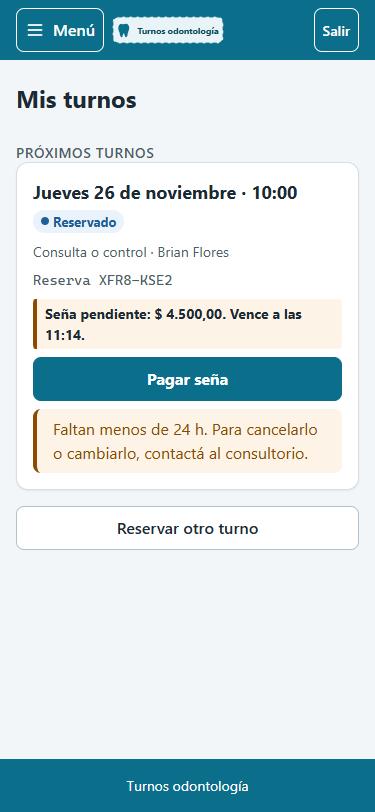 Menú
Turnos odontología
Salir
Mis turnos
PRÓXIMOS TURNOS
Jueves 26 de noviembre · 10:00
Reservado
Consulta o control · Brian Flores
Reserva XFR8-KSE2
Seña pendiente: $ 4.500,00. Vence a las
11:14.
Pagar seña
Faltan menos de 24 h. Para cancelarlo
o cambiarlo, contactá al consultorio.
Reservar otro turno
Turnos odontología